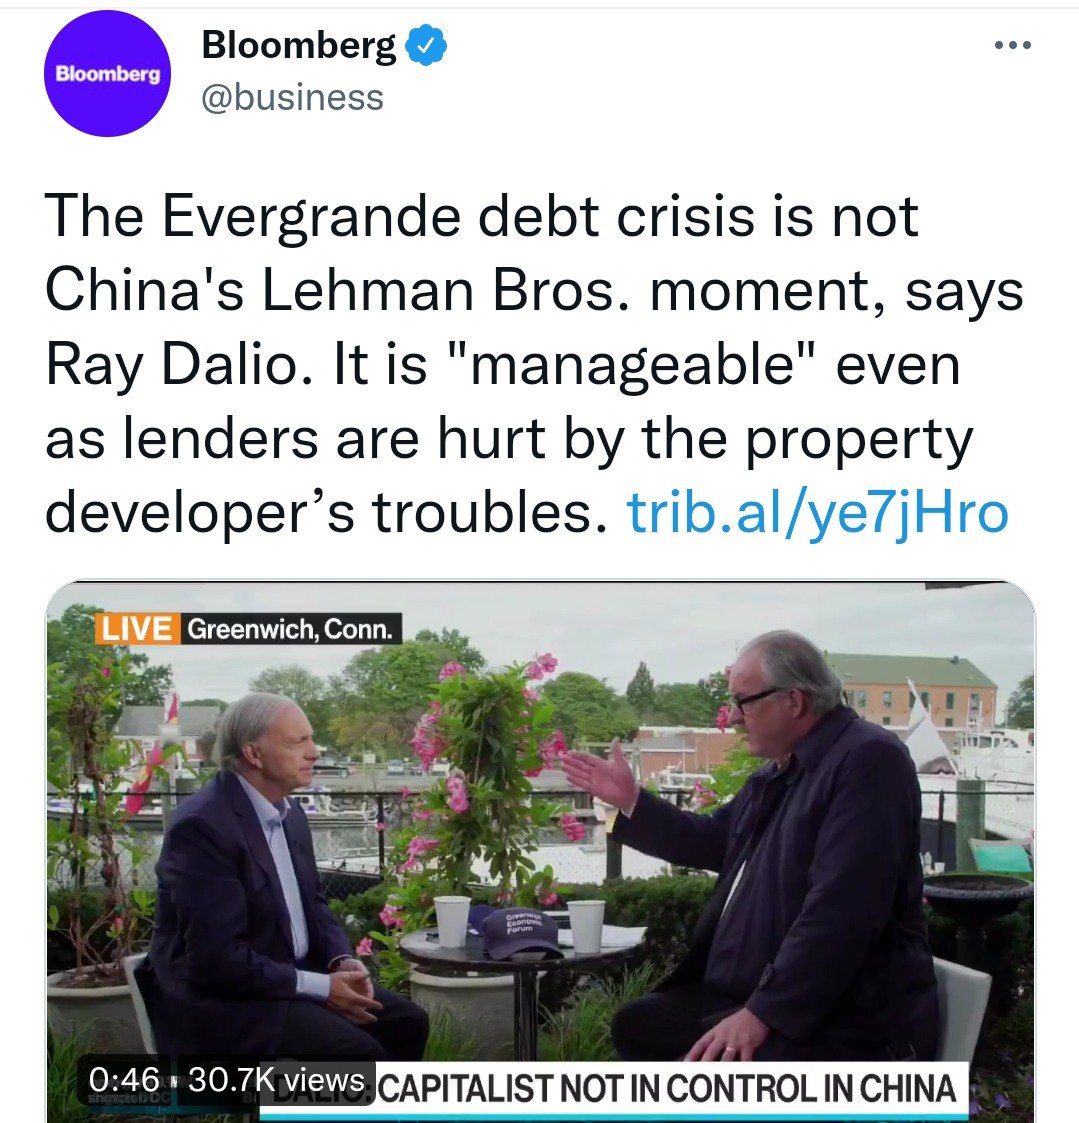 Bloomberg
Bloomberg
@business
The Evergrande debt crisis is not
China's Lehman Bros. moment, says
Ray Dalio. It is "manageable" even
as lenders are hurt by the property
developer’s troubles. trib.al/ye7jHro
LIVE Greenwich, Conn.
Greenwich
Economic
Forum
0:46 30.7K views
DALIO: CAPITALIST NOT IN CONTROL IN CHINA